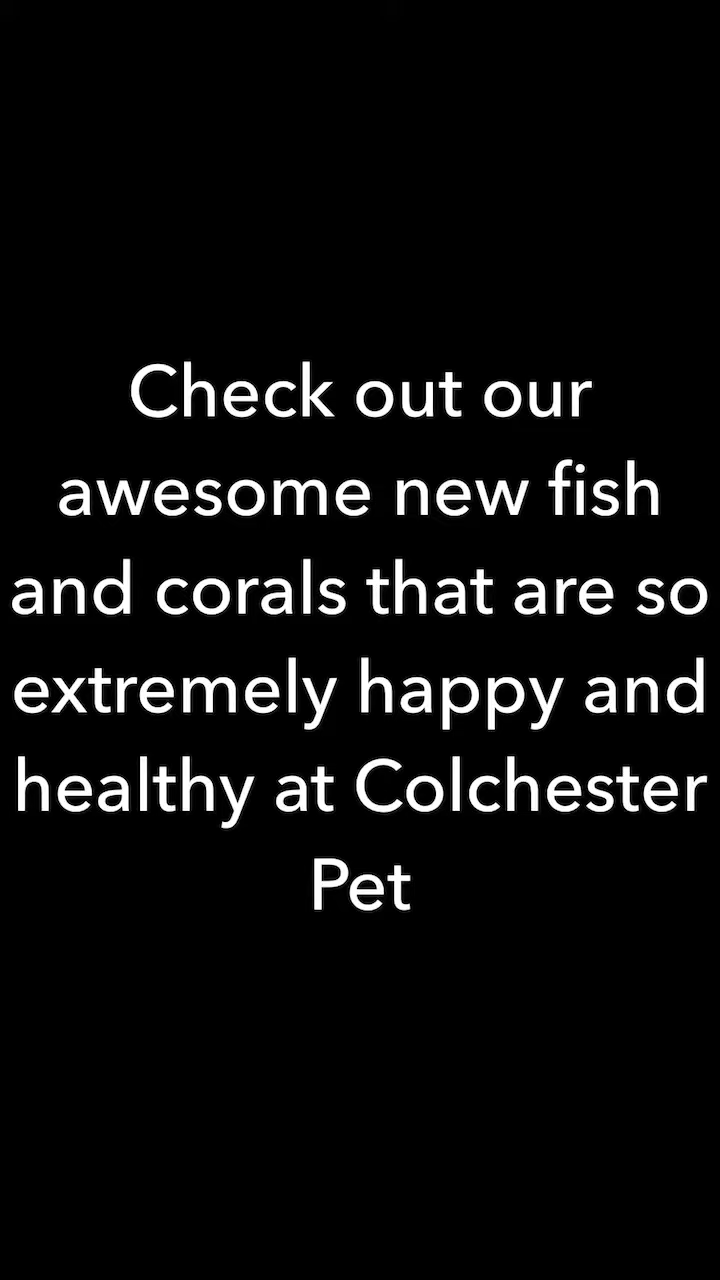 Check out our
awesome new fish
and corals that are so
extremely happy and
healthy at Colchester
Pet